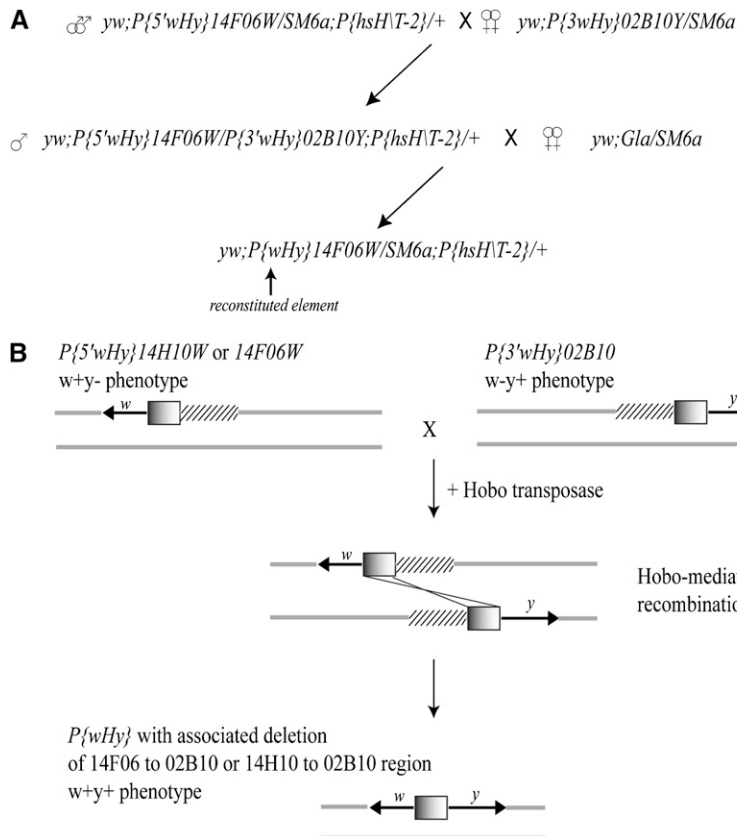 A
yw;P{5'wHy}14F06W/SM6a;P{hsH\T-2}/+ X yw;P{3wHy}02B10Y/SM6a
♂ yw;P{5'wHy}14F06W/P{3'wHy}02B10Y;P{hsH\T-2}/+ X yw;Gla/SM6a
yw;P{wHy}14F06W/SM6a;P{hsH\T-2}/+
reconstituted element
B
P{5'wHy}14H10W or 14F06W
w+y- phenotype
P{3'wHy}02B10
w-y+ phenotype
w
y
X
+ Hobo transposase
w
y
Hobo-media
recombinatio
P{wHy} with associated deletion
of 14F06 to 02B10 or 14H10 to 02B10 region
w+y+ phenotype
w y